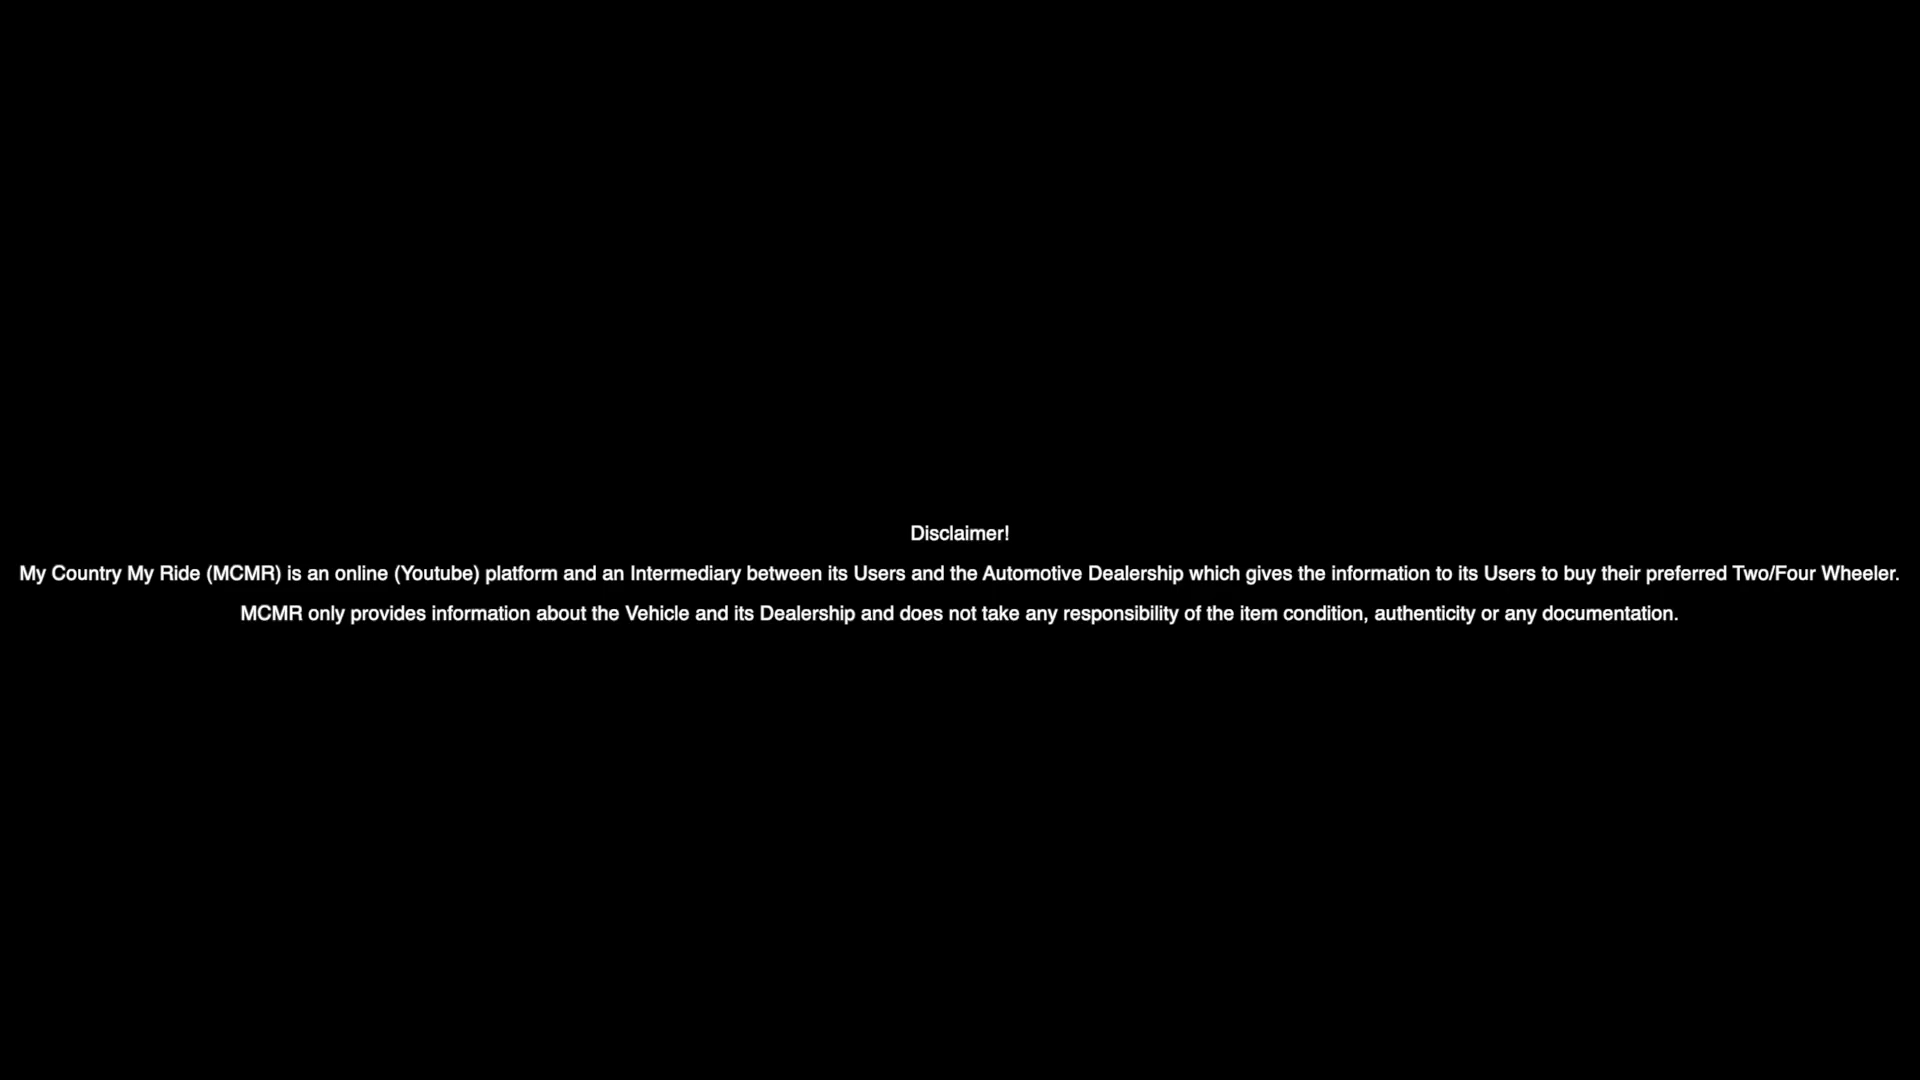 Disclaimer!
My Country My Ride (MCMR) is an online (Youtube) platform and an Intermediary between its Users and the Automotive Dealership which gives the information to its Users to buy their preferred Two/Four Wheeler.
MCMR only provides information about the Vehicle and its Dealership and does not take any responsibility of the item condition, authenticity or any documentation.